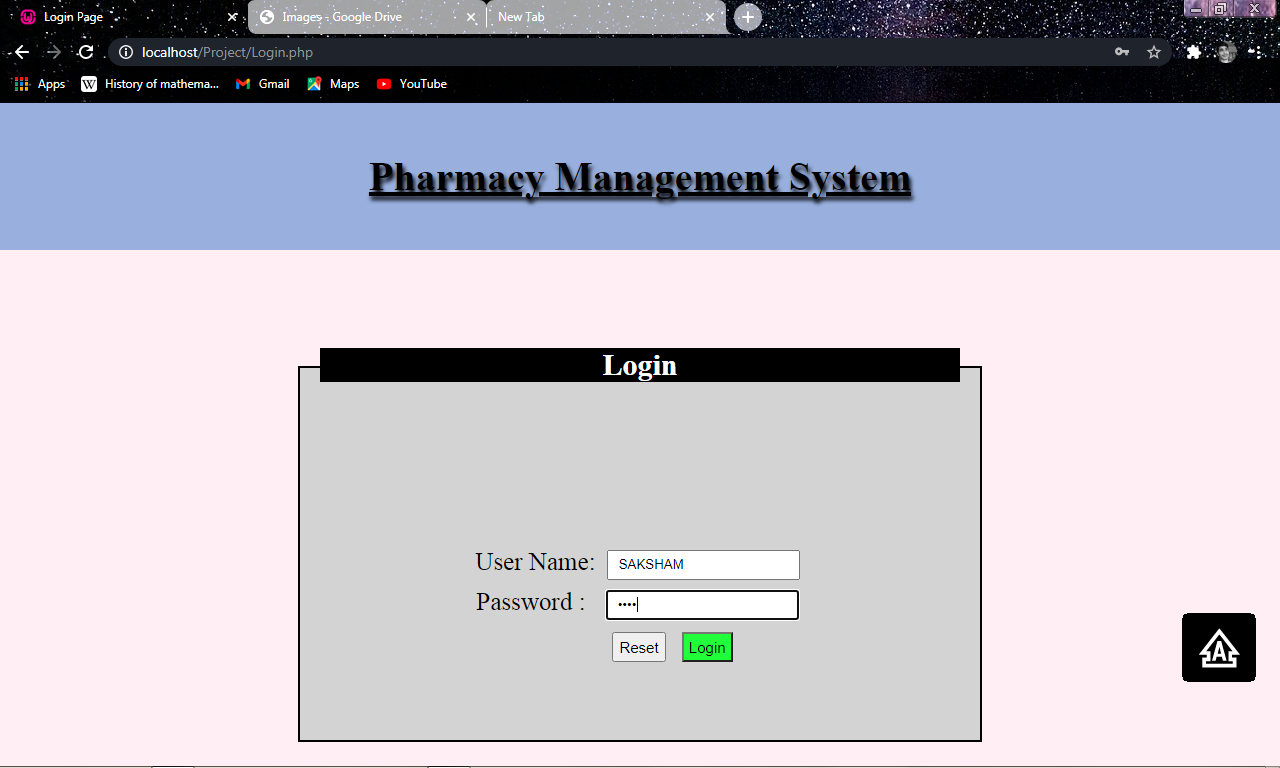 Login Page
Images - Google Drive
New Tab
localhost/Project/Login.php
Apps
History of mathema...
Gmail
Maps
YouTube
Pharmacy Management System
Login
User Name: SAKSHAM
Password : ••••
Reset Login
A